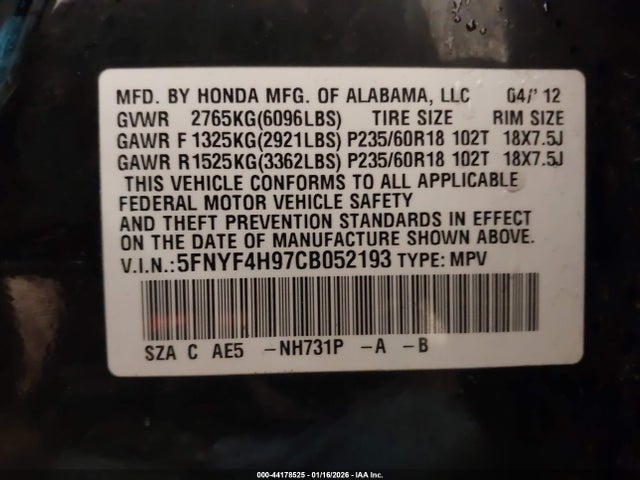 MFD. BY HONDA MFG. OF ALABAMA, LLC 04/'12
GVWR 2765KG(6096LBS) TIRE SIZE RIM SIZE
GAWR F 1325KG(2921LBS) P235/60R18 102T 18X7.5J
GAWR R 1525KG(3362LBS) P235/60R18 102T 18X7.5J
THIS VEHICLE CONFORMS TO ALL APPLICABLE
FEDERAL MOTOR VEHICLE SAFETY
AND THEFT PREVENTION STANDARDS IN EFFECT
ON THE DATE OF MANUFACTURE SHOWN ABOVE.
V.I.N.:5FNYF4H97CB052193 TYPE: MPV
SZA C AE5 -NH731P -A -B
000-44178525 - 01/16/2026 - IAA Inc.